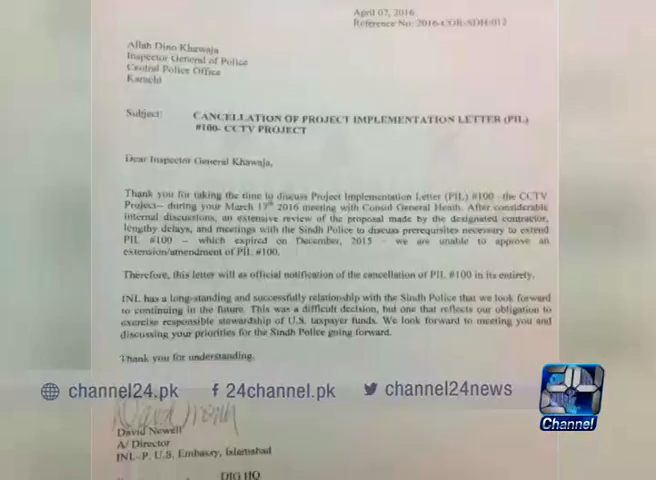 April 07, 2016
Reference No: 2016-COR-SDH-012
Allah Dino Khawaja
Inspector General of Police
Central Police Office
Karachi
Subject: CANCELLATION OF PROJECT IMPLEMENTATION LETTER (PIL)
#100- CCTV PROJECT
Dear Inspector General Khawaja,
Thank you for taking the time to discuss Project Implementation Letter (PIL) #100 - the CCTV
Project– during your March 17th 2016 meeting with Consul General Heath. After considerable
internal discussions, an extensive review of the proposal made by the designated contractor,
lengthy delays, and meetings with the Sindh Police to discuss prerequisites necessary to extend
PIL #100 – which expired on December, 2015 – we are unable to approve an
extension/amendment of PIL #100.
Therefore, this letter will as official notification of the cancellation of PIL #100 in its entirety.
INL has a long-standing and successfully relationship with the Sindh Police that we look forward
to continuing in the future. This was a difficult decision, but one that reflects our obligation to
exercise responsible stewardship of U.S. taxpayer funds. We look forward to meeting you and
discussing your priorities for the Sindh Police going forward.
Thank you for understanding.
channel24.pk 24channel.pk channel24news
24
Channel
David Newell
David Newell
A/ Director
INL-P, U.S. Embassy, Islamabad
DIG HQ